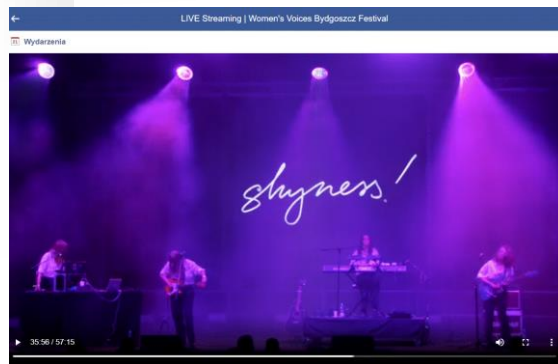 LIVE Streaming | Women's Voices Bydgoszcz Festival
Wydarzenia
shyness!
35:56 / 57:15